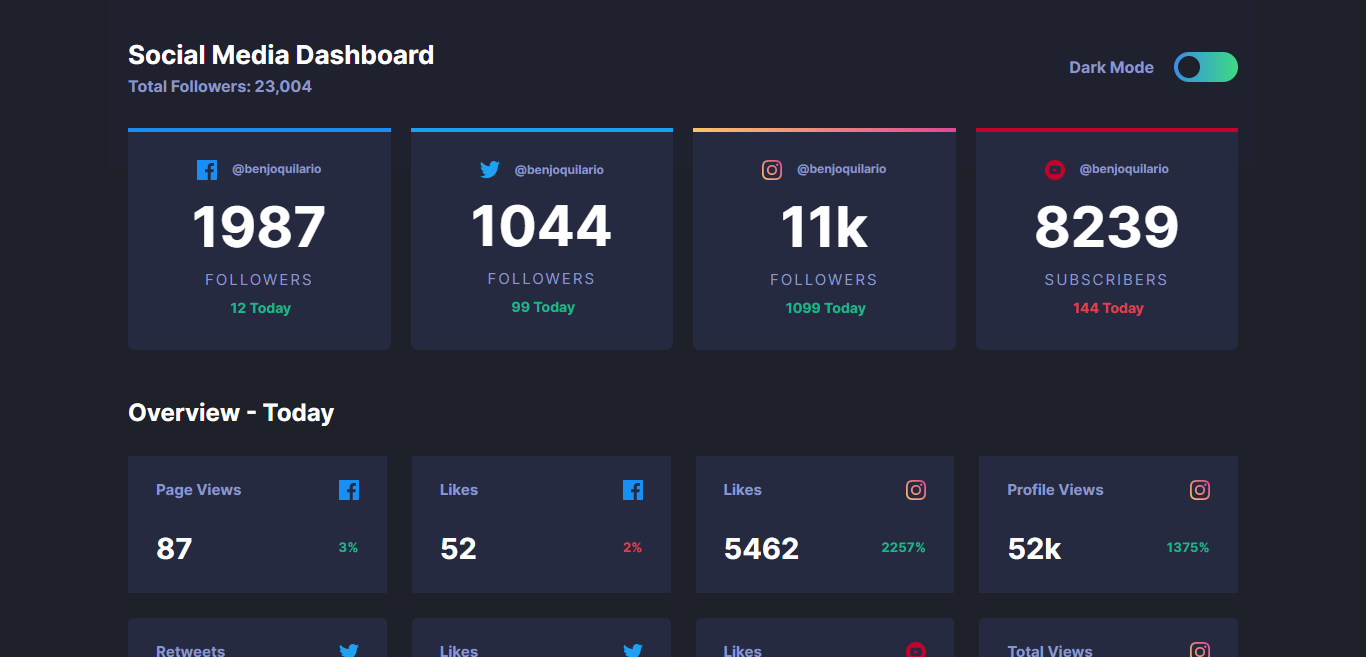 Social Media Dashboard
Total Followers: 23,004
Dark Mode
@benjoquilario
1987
FOLLOWERS
12 Today
@benjoquilario
1044
FOLLOWERS
99 Today
@benjoquilario
11k
FOLLOWERS
1099 Today
@benjoquilario
8239
SUBSCRIBERS
144 Today
Overview - Today
Page Views
87
3%
Likes
52
2%
Likes
5462
2257%
Profile Views
52k
1375%
Retweets
Likes
Likes
Total Views